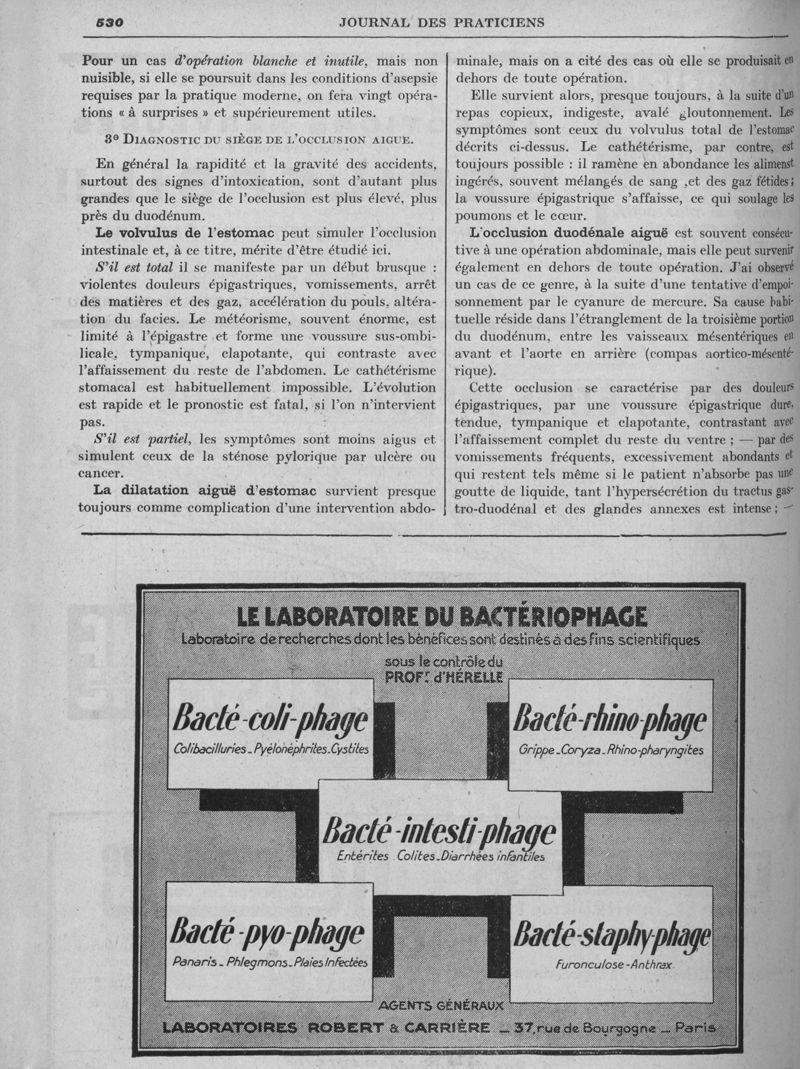 530
JOURNAL DES PRATICIENS
Pour un cas d'opération blanche et inutile, mais non
nuisible, si elle se poursuit dans les conditions d'asepsie
requises par la pratique moderne, on fera vingt opéra-
tions « à surprises » et supérieurement utiles.
3º DIAGNOSTIC DU SIÈGE DE L'OCCLUSION AIGUE.
En général la rapidité et la gravité des accidents,
surtout des signes d'intoxication, sont d'autant plus
grandes que le siège de l'occlusion est plus élevé, plus
près du duodénum.
Le volvulus de l'estomac peut simuler l'occlusion
intestinale et, à ce titre, mérite d'être étudié ici.
S'il est total il se manifeste par un début brusque :
violentes douleurs épigastriques, vomissements, arrêt
des matières et des gaz, accélération du pouls, altéra-
tion du facies. Le météorisme, souvent énorme, est
limité à l'épigastre et forme une voussure sus-ombi-
licale, tympanique, clapotante, qui contraste avec
l'affaissement du reste de l'abdomen. Le cathétérisme
stomacal est habituellement impossible. L'évolution
est rapide et le pronostic est fatal, si l'on n'intervient
pas.
S'il est partiel, les symptômes sont moins aigus et
simulent ceux de la sténose pylorique par ulcère ou
cancer.
La dilatation aiguë d'estomac survient presque
toujours comme complication d'une intervention abdo-
minale, mais on a cité des cas où elle se produisait en
dehors de toute opération.
Elle survient alors, presque toujours, à la suite d'un
repas copieux, indigeste, avalé gloutonnement. Les
symptômes sont ceux du volvulus total de l'estomac
décrits ci-dessus. Le cathétérisme, par contre, est
toujours possible : il ramène en abondance les alimenst
ingérés, souvent mélangés de sang ,et des gaz fétides ;
la voussure épigastrique s'affaisse, ce qui soulage les
poumons et le cœur.
L'occlusion duodénale aiguë est souvent consécu-
tive à une opération abdominale, mais elle peut survenir
également en dehors de toute opération. J'ai observé
un cas de ce genre, à la suite d'une tentative d'empoi-
sonnement par le cyanure de mercure. Sa cause habi-
tuelle réside dans l'étranglement de la troisième portion
du duodénum, entre les vaisseaux mésentériques en
avant et l'aorte en arrière (compas aortico-mésenté-
rique).
Cette occlusion se caractérise par des douleurs
épigastriques, par une voussure épigastrique dure,
tendue, tympanique et clapotante, contrastant avec
l'affaissement complet du reste du ventre ; — par des
vomissements fréquents, excessivement abondants et
qui restent tels même si le patient n'absorbe pas une
goutte de liquide, tant l'hypersécrétion du tractus gas-
tro-duodénal et des glandes annexes est intense ; —
LE LABORATOIRE DU BACTÉRIOPHAGE
Laboratoire de recherches dont les bénéfices sont destinés à des fins scientifiques
sous le contrôle du
PROFr d'HÉRELLE
Bacté-coli-phage
Colibacilluries - Pyélonéphrites - Cystites
Bacté-rhino-phage
Grippe - Coryza - Rhino-pharyngites
Bacté-intesti-phage
Entérites Colites - Diarrhées infantiles
Bacté-pyo-phage
Panaris - Phlegmons - Plaies Infectées
Bacté-staphy-phage
Furonculose - Anthrax
AGENTS GÉNÉRAUX
LABORATOIRES ROBERT & CARRIÈRE — 37, rue de Bourgogne — Paris